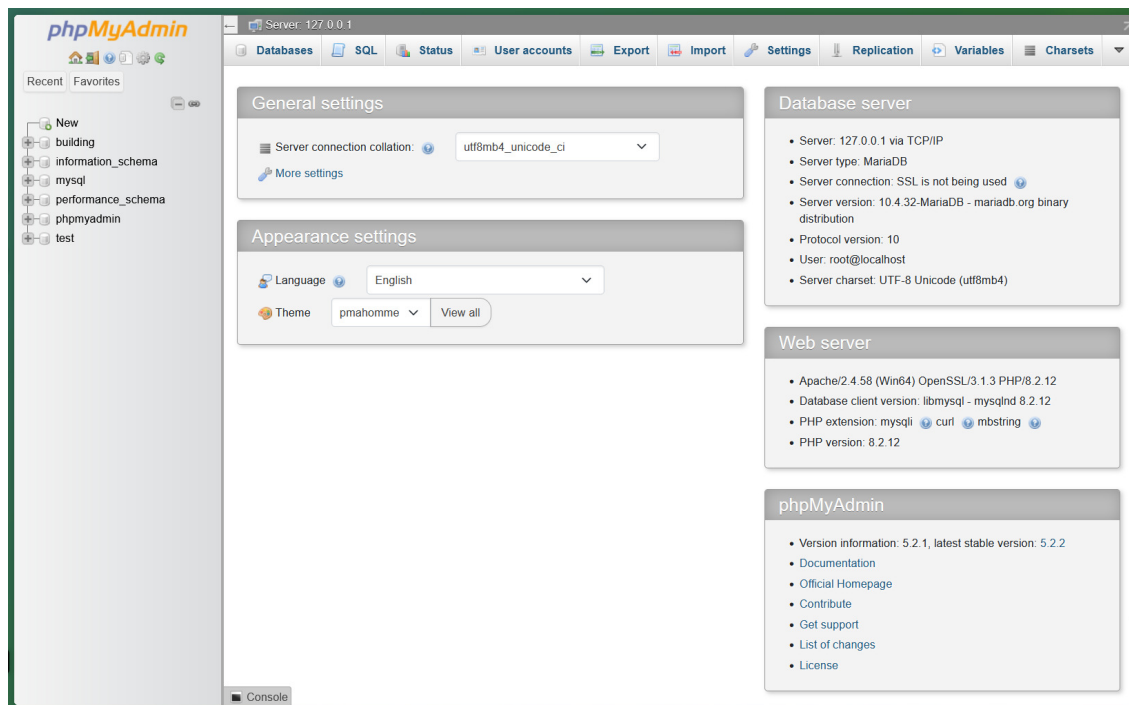 phpMyAdmin
Recent Favorites
New
building
information_schema
mysql
performance_schema
phpmyadmin
test
Server: 127.0.0.1
Databases SQL Status User accounts Export Import Settings Replication Variables Charsets
General settings
Server connection collation: utf8mb4_unicode_ci
More settings
Appearance settings
Language English
Theme pmahomme View all
Database server
Server: 127.0.0.1 via TCP/IP
Server type: MariaDB
Server connection: SSL is not being used
Server version: 10.4.32-MariaDB - mariadb.org binary
distribution
Protocol version: 10
User: root@localhost
Server charset: UTF-8 Unicode (utf8mb4)
Web server
Apache/2.4.58 (Win64) OpenSSL/3.1.3 PHP/8.2.12
Database client version: libmysql - mysqlnd 8.2.12
PHP extension: mysqli curl mbstring
PHP version: 8.2.12
phpMyAdmin
Version information: 5.2.1, latest stable version: 5.2.2
Documentation
Official Homepage
Contribute
Get support
List of changes
License
Console